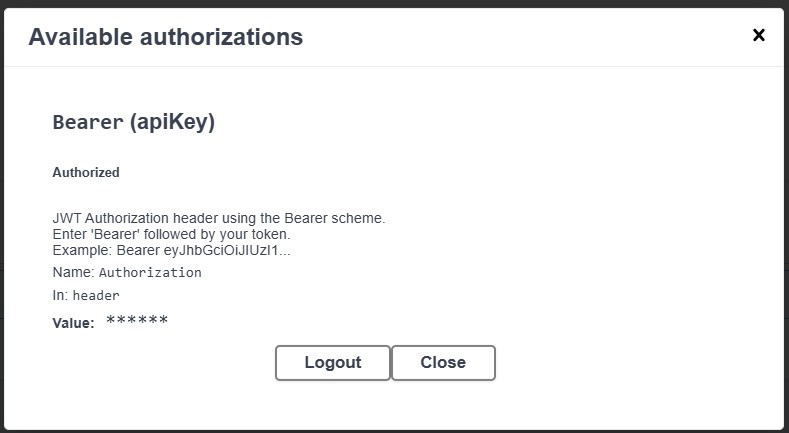 Available authorizations
Bearer (apiKey)
Authorized
JWT Authorization header using the Bearer scheme.
Enter 'Bearer' followed by your token.
Example: Bearer eyJhbGciOiJIUzI1...
Name: Authorization
In: header
Value: ******
Logout Close